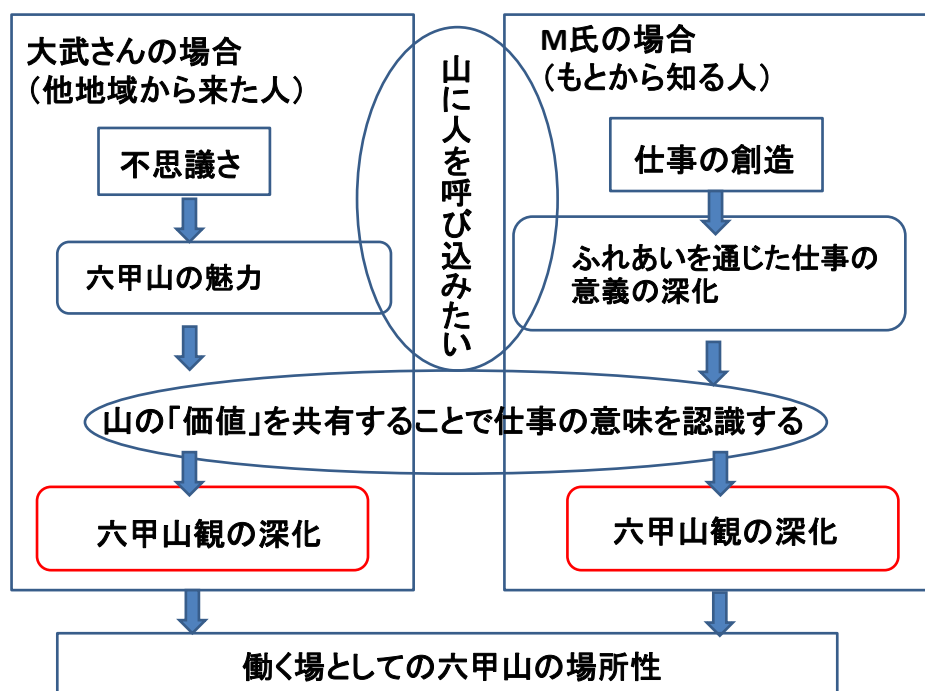 大武さんの場合
（他地域から来た人）
不思議さ
六甲山の魅力
山に人を呼び込みたい
M氏の場合
（もとから知る人）
仕事の創造
ふれあいを通じた仕事の
意義の深化
山の「価値」を共有することで仕事の意味を認識する
六甲山観の深化
六甲山観の深化
働く場としての六甲山の場所性